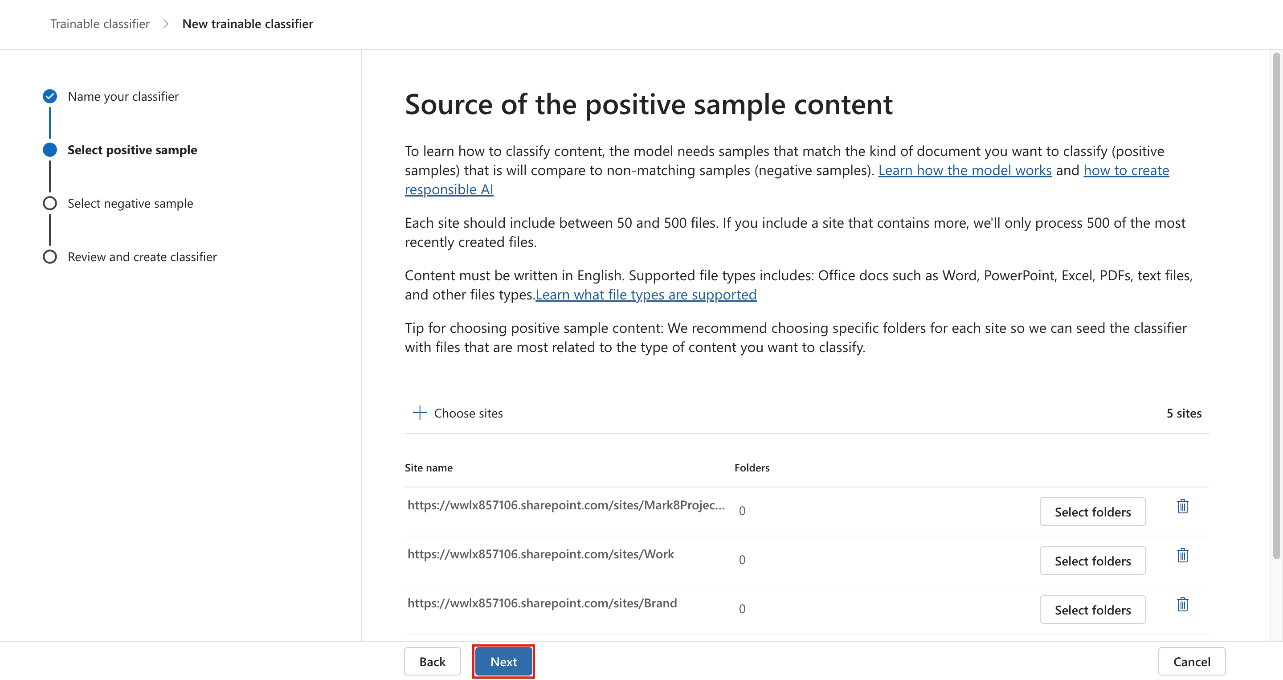 Trainable classifier > New trainable classifier
Name your classifier
Select positive sample
Select negative sample
Review and create classifier
Source of the positive sample content
To learn how to classify content, the model needs samples that match the kind of document you want to classify (positive
samples) that is will compare to non-matching samples (negative samples). Learn how the model works and how to create
responsible AI
Each site should include between 50 and 500 files. If you include a site that contains more, we'll only process 500 of the most
recently created files.
Content must be written in English. Supported file types includes: Office docs such as Word, PowerPoint, Excel, PDFs, text files,
and other files types.Learn what file types are supported
Tip for choosing positive sample content: We recommend choosing specific folders for each site so we can seed the classifier
with files that are most related to the type of content you want to classify.
Choose sites 5 sites
Site name Folders
https://wwlx857106.sharepoint.com/sites/Mark8Projec... 0 Select folders
https://wwlx857106.sharepoint.com/sites/Work 0 Select folders
https://wwlx857106.sharepoint.com/sites/Brand 0 Select folders
Back Next Cancel